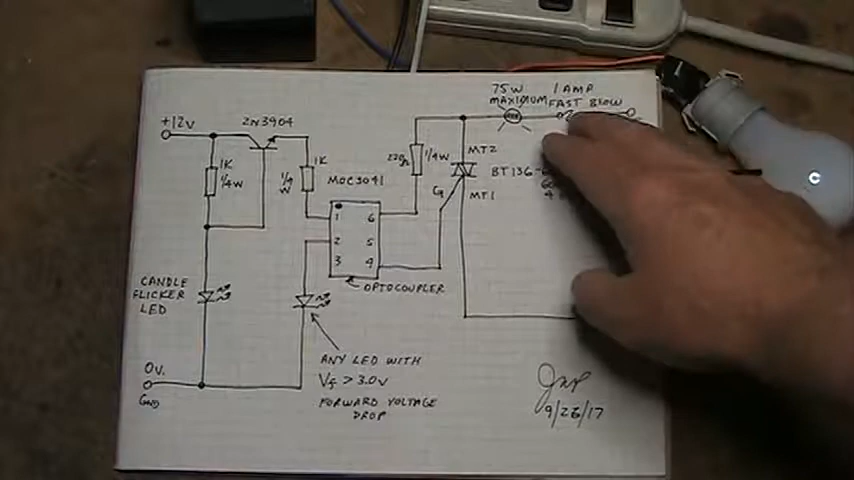 75W
MAXIMUM
1 AMP
FAST BLOW
+12V
2N3904
1K
1/4W
1K
1/4
W
MOC3041
220Ω
1/4W
MT2
BT136-
G
MT1
1
2
3
6
5
4
OPTOCOUPLER
CANDLE
FLICKER
LED
0V.
GND
ANY LED WITH
Vf > 3.0V
FORWARD VOLTAGE
DROP
9/26/17